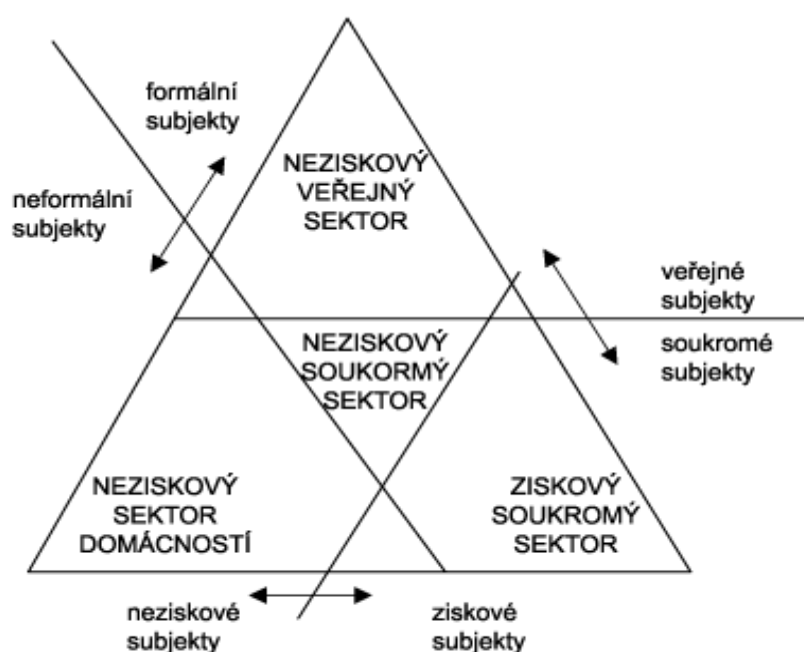 formální
subjekty
neformální
subjekty
NEZISKOVÝ
VEŘEJNÝ
SEKTOR
veřejné
subjekty
soukromé
subjekty
NEZISKOVÝ
SOUKORMÝ
SEKTOR
NEZISKOVÝ
SEKTOR
DOMÁCNOSTÍ
ZISKOVÝ
SOUKROMÝ
SEKTOR
neziskové
subjekty
ziskové
subjekty